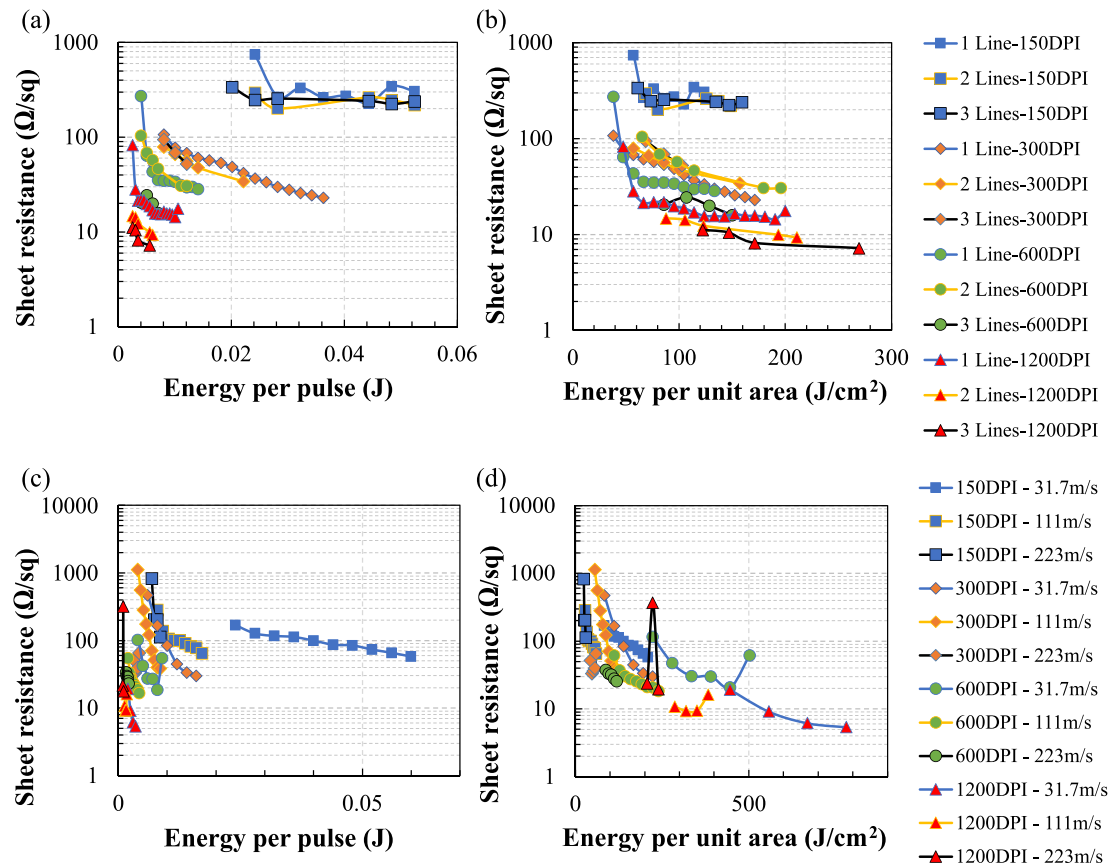 (a)
1000
100
10
1
Sheet resistance (Ω/sq)
0
0.02
0.04
0.06
Energy per pulse (J)
(b)
1000
100
10
1
Sheet resistance (Ω/sq)
0
100
200
300
Energy per unit area (J/cm²)
1 Line-150DPI
2 Lines-150DPI
3 Lines-150DPI
1 Line-300DPI
2 Lines-300DPI
3 Lines-300DPI
1 Line-600DPI
2 Lines-600DPI
3 Lines-600DPI
1 Line-1200DPI
2 Lines-1200DPI
3 Lines-1200DPI
(c)
10000
1000
100
10
1
Sheet resistance (Ω/sq)
0
0.05
Energy per pulse (J)
(d)
10000
1000
100
10
1
Sheet resistance (Ω/sq)
0
500
Energy per unit area (J/cm²)
150DPI - 31.7m/s
150DPI - 111m/s
150DPI - 223m/s
300DPI - 31.7m/s
300DPI - 111m/s
300DPI - 223m/s
600DPI - 31.7m/s
600DPI - 111m/s
600DPI - 223m/s
1200DPI - 31.7m/s
1200DPI - 111m/s
1200DPI - 223m/s